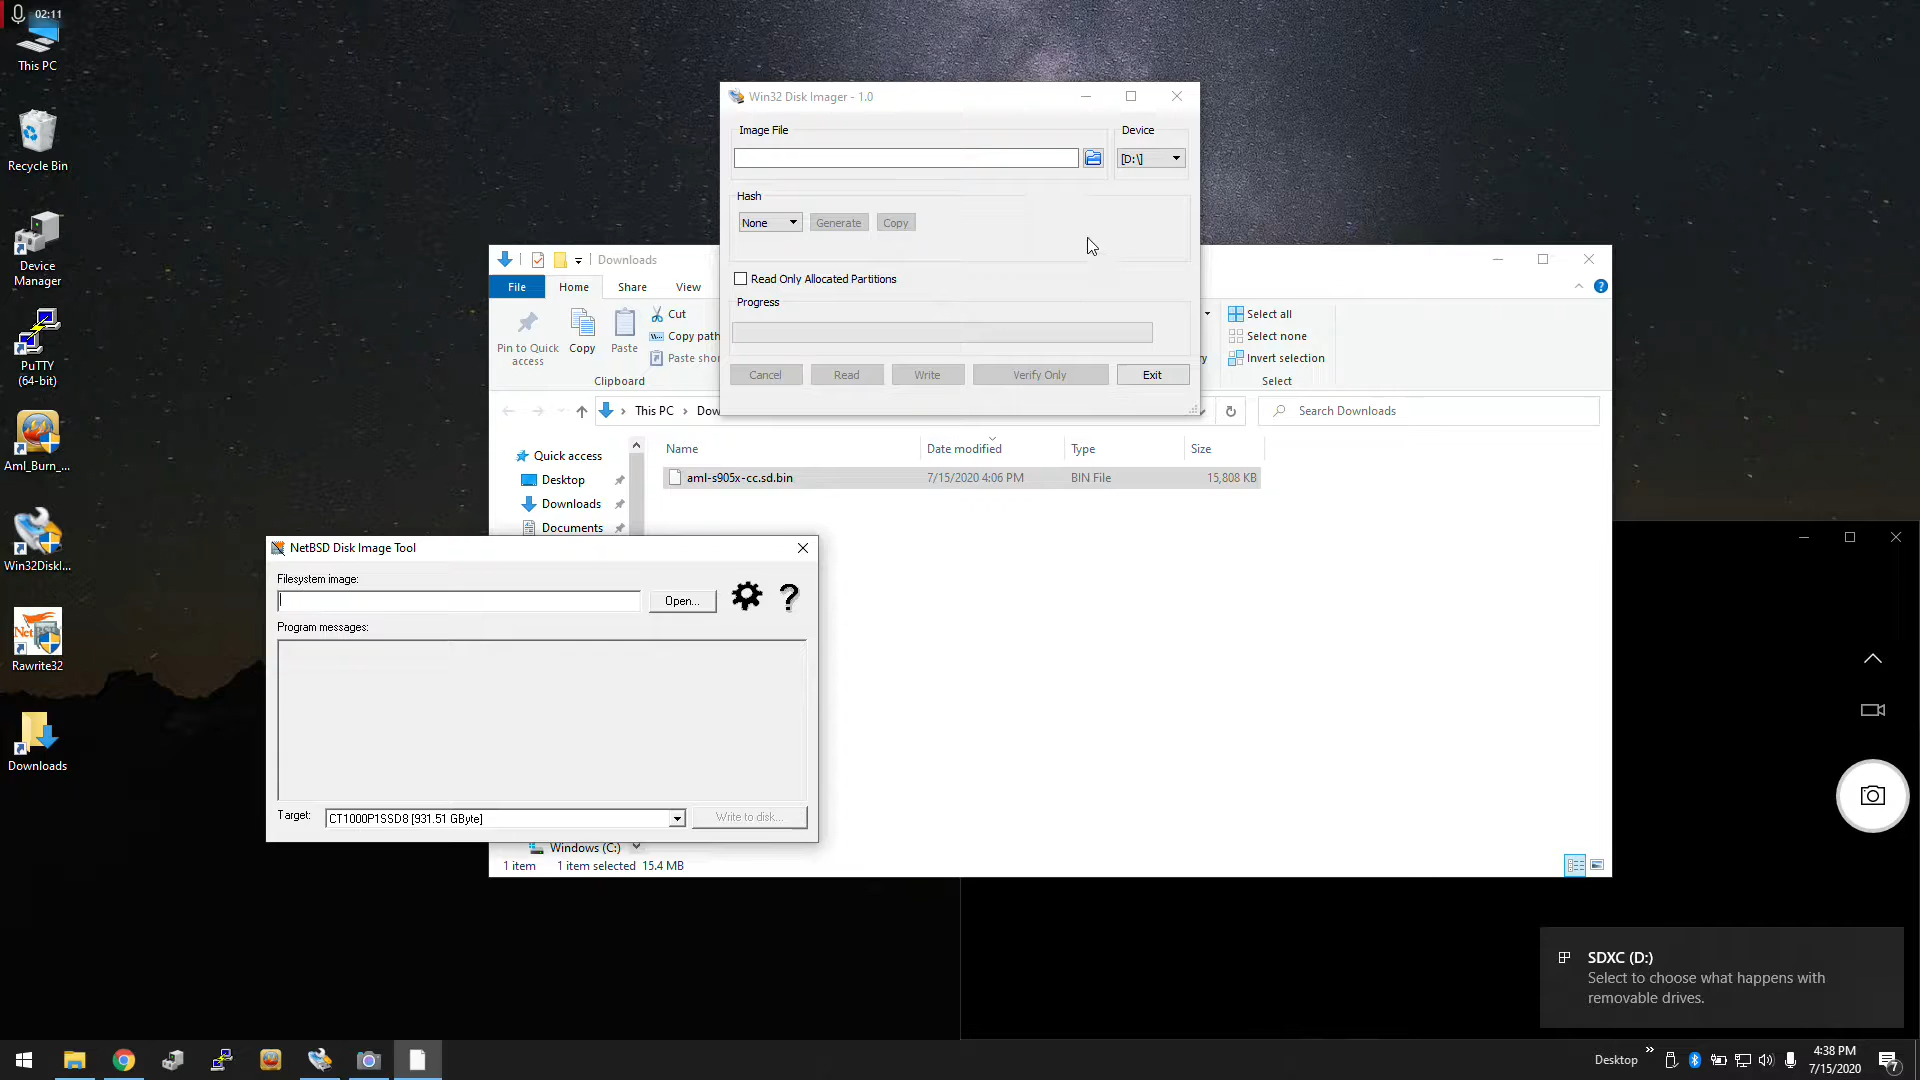 02:11
This PC
Recycle Bin
Device
Manager
PuTTY
(64-bit)
Aml_Burn_...
Win32DiskI...
NetBSD
Rawrite32
Downloads
Win32 Disk Imager - 1.0
Image File
Device
[D:\]
Hash
None
Generate
Copy
Read Only Allocated Partitions
Progress
Cancel
Read
Write
Verify Only
Exit
Downloads
File
Home
Share
View
Pin to Quick
access
Copy
Paste
Cut
Copy path
Paste shor
Clipboard
Select all
Select none
Invert selection
Select
This PC
Dow
Search Downloads
Name
Date modified
Type
Size
Quick access
Desktop
Downloads
Documents
aml-s905x-cc.sd.bin
7/15/2020 4:06 PM
BIN File
15,808 KB
NetBSD Disk Image Tool
Filesystem image:
Open...
?
Program messages:
Target:
CT1000P1SSD8 [931.51 GByte]
Write to disk...
Windows (C:)
1 item
1 item selected 15.4 MB
SDXC (D:)
Select to choose what happens with
removable drives.
Desktop
4:38 PM
7/15/2020
7